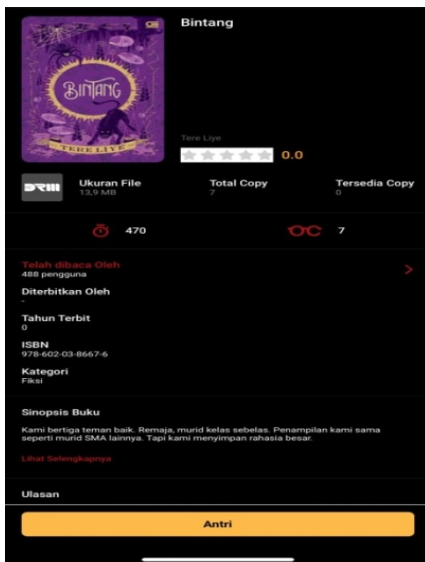 Bintang
BINTANG
TERE LIYE
Tere Liye
0.0
DRM
Ukuran File
Total Copy
Tersedia Copy
13,9 MB
7
0
470
7
Telah dibaca Oleh
488 pengguna
Diterbitkan Oleh
-
Tahun Terbit
0
ISBN
978-602-03-8667-6
Kategori
Fiksi
Sinopsis Buku
Kami bertiga teman baik. Remaja, murid kelas sebelas. Penampilan kami sama
seperti murid SMA lainnya. Tapi kami menyimpan rahasia besar.
Lihat Selengkapnya
Ulasan
Antri